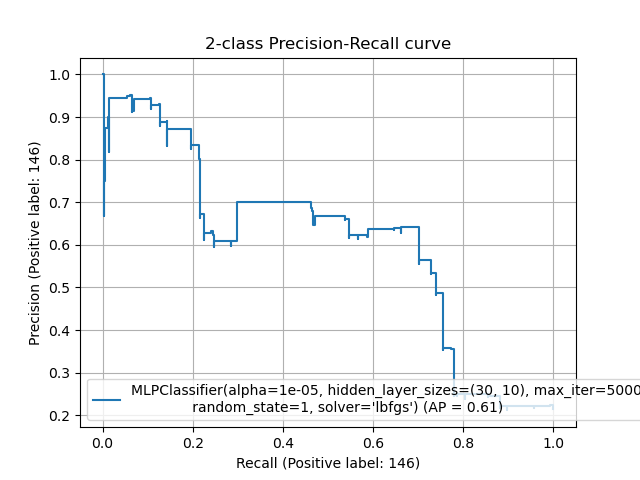 2-class Precision-Recall curve
1.0
0.9
0.8
0.7
0.6
0.5
0.4
0.3
0.2
Precision (Positive label: 146)
MLPClassifier(alpha=1e-05, hidden_layer_sizes=(30, 10), max_iter=5000
random_state=1, solver='lbfgs') (AP = 0.61)
0.0 0.2 0.4 0.6 0.8 1.0
Recall (Positive label: 146)